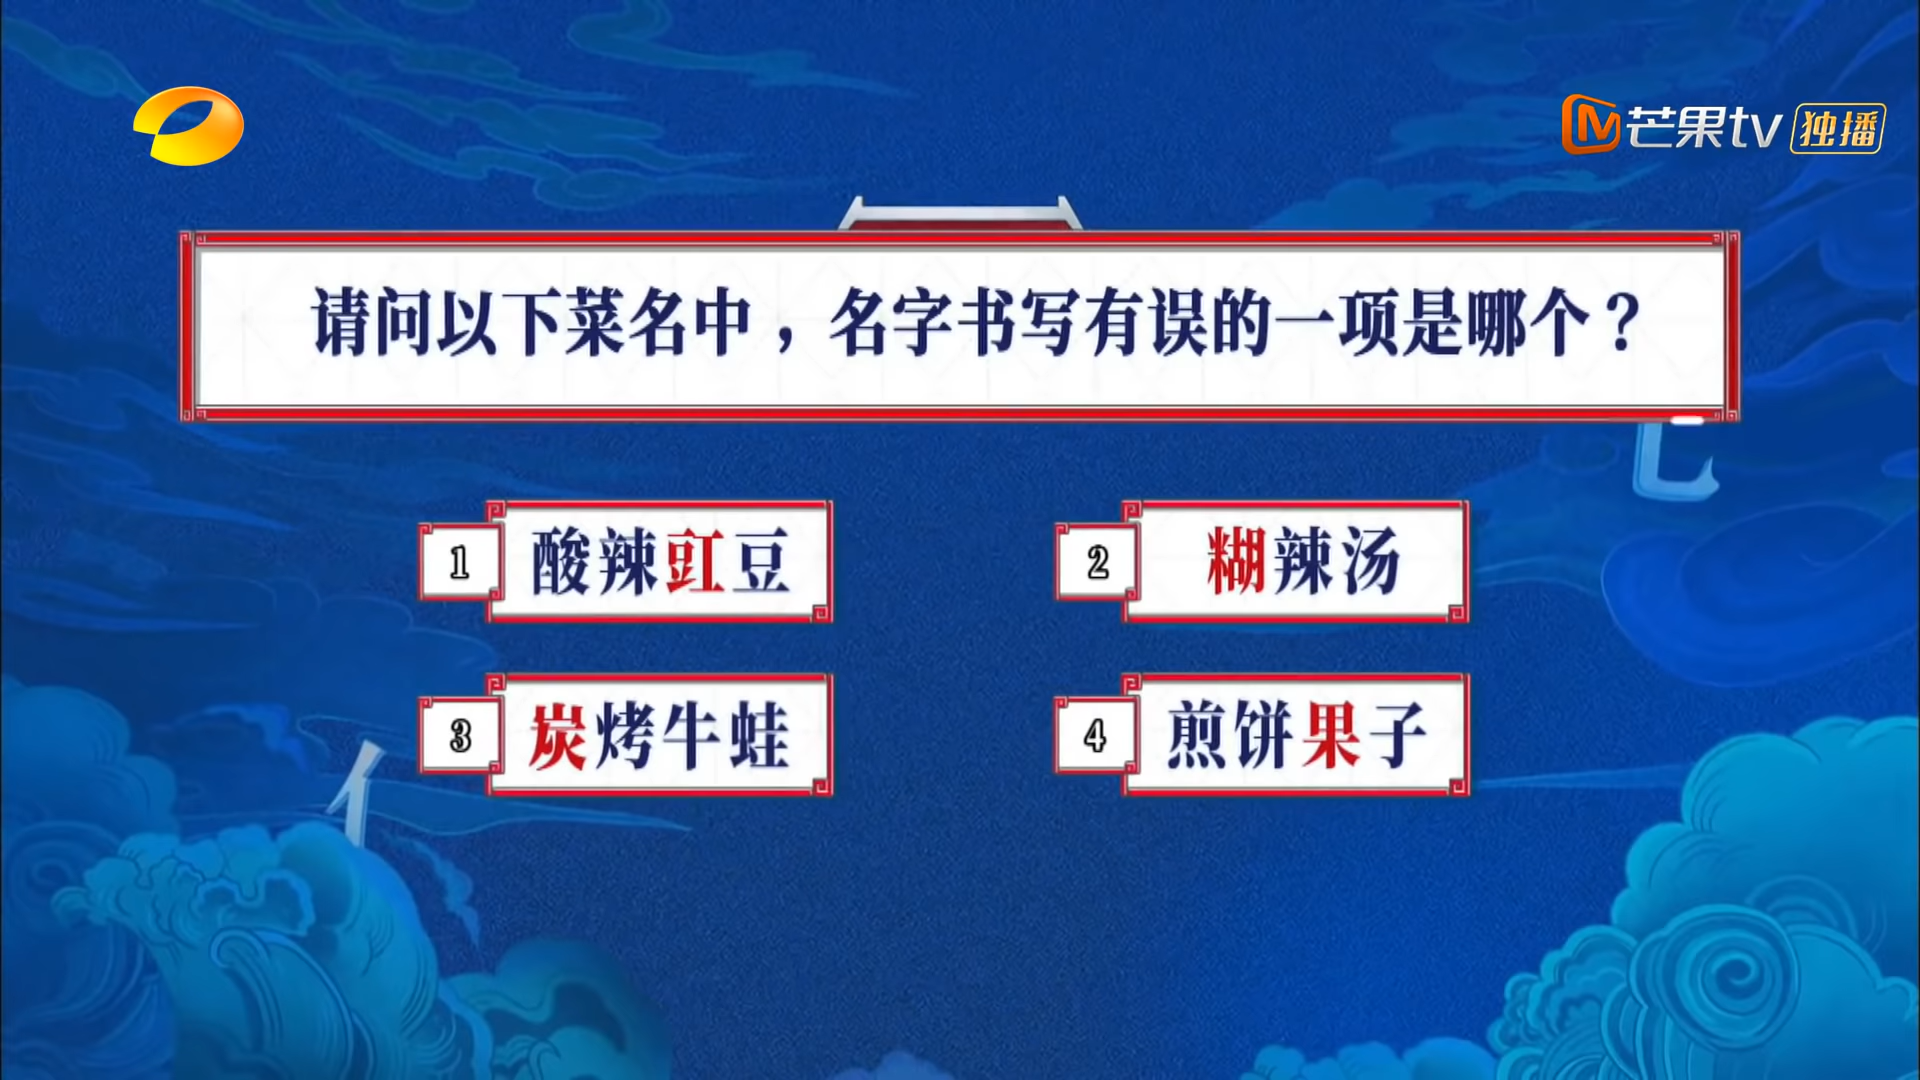 芒果tv 独播
请问以下菜名中，名字书写有误的一项是哪个？
1 酸辣豇豆
2 糊辣汤
3 炭烤牛蛙
4 煎饼果子